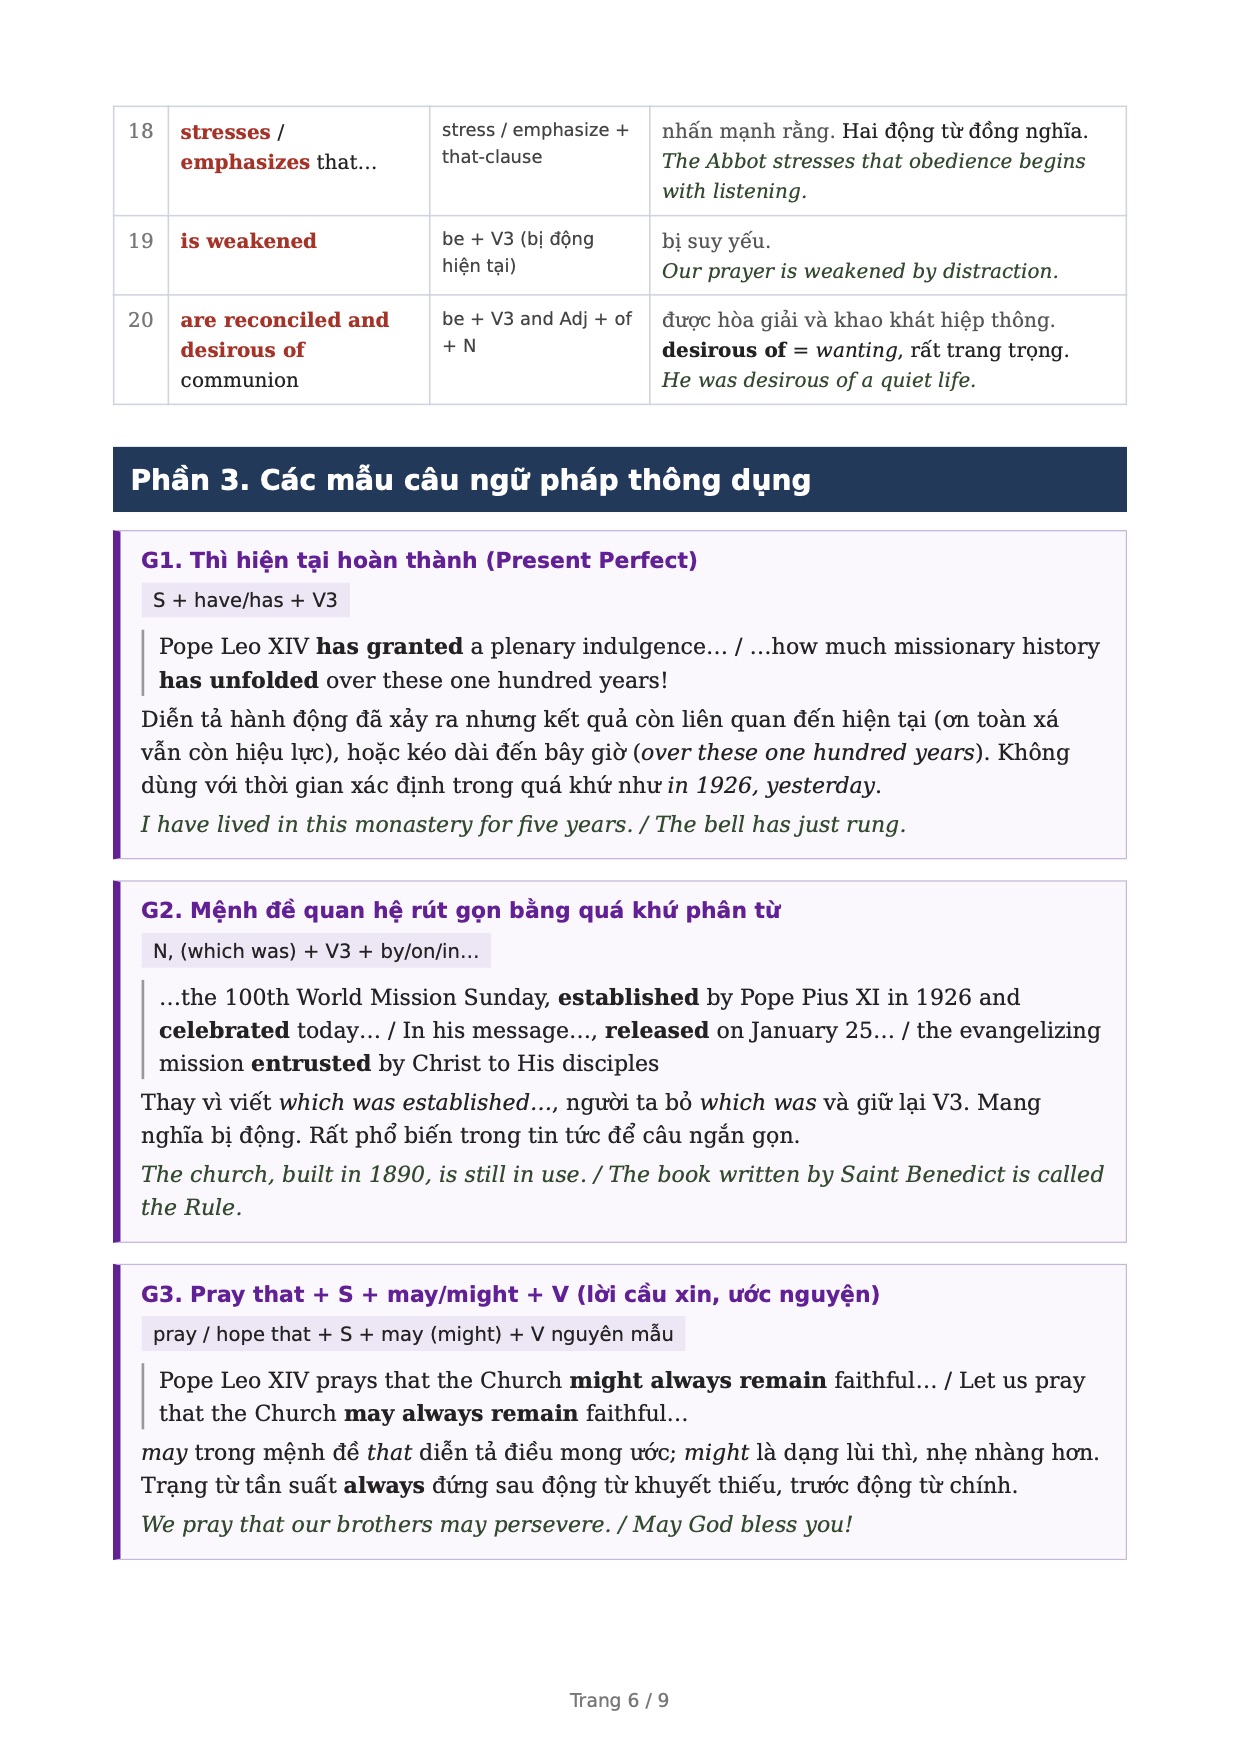 18
stresses /
emphasizes that…
stress / emphasize +
that-clause
nhấn mạnh rằng. Hai động từ đồng nghĩa.
The Abbot stresses that obedience begins
with listening.
19
is weakened
be + V3 (bị động
hiện tại)
bị suy yếu.
Our prayer is weakened by distraction.
20
are reconciled and
desirous of
communion
be + V3 and Adj + of
+ N
được hòa giải và khao khát hiệp thông.
desirous of = wanting, rất trang trọng.
He was desirous of a quiet life.
Phần 3. Các mẫu câu ngữ pháp thông dụng
G1. Thì hiện tại hoàn thành (Present Perfect)
S + have/has + V3
Pope Leo XIV has granted a plenary indulgence… / …how much missionary history
has unfolded over these one hundred years!
Diễn tả hành động đã xảy ra nhưng kết quả còn liên quan đến hiện tại (ơn toàn xá
vẫn còn hiệu lực), hoặc kéo dài đến bây giờ (over these one hundred years). Không
dùng với thời gian xác định trong quá khứ như in 1926, yesterday.
I have lived in this monastery for five years. / The bell has just rung.
G2. Mệnh đề quan hệ rút gọn bằng quá khứ phân từ
N, (which was) + V3 + by/on/in…
…the 100th World Mission Sunday, established by Pope Pius XI in 1926 and
celebrated today… / In his message…, released on January 25… / the evangelizing
mission entrusted by Christ to His disciples
Thay vì viết which was established…, người ta bỏ which was và giữ lại V3. Mang
nghĩa bị động. Rất phổ biến trong tin tức để câu ngắn gọn.
The church, built in 1890, is still in use. / The book written by Saint Benedict is called
the Rule.
G3. Pray that + S + may/might + V (lời cầu xin, ước nguyện)
pray / hope that + S + may (might) + V nguyên mẫu
Pope Leo XIV prays that the Church might always remain faithful… / Let us pray
that the Church may always remain faithful…
may trong mệnh đề that diễn tả điều mong ước; might là dạng lùi thì, nhẹ nhàng hơn.
Trạng từ tần suất always đứng sau động từ khuyết thiếu, trước động từ chính.
We pray that our brothers may persevere. / May God bless you!
Trang 6 / 9